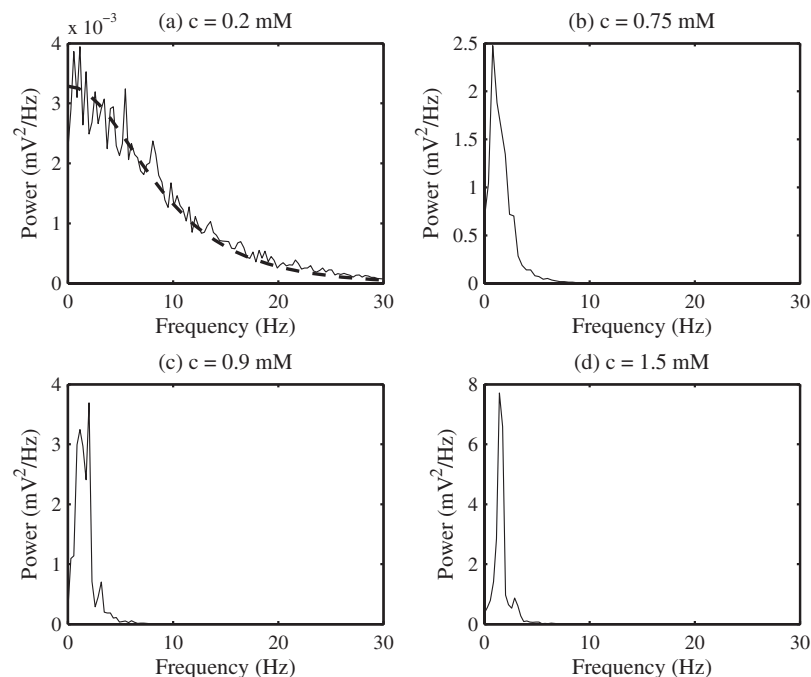 (a) c = 0.2 mM
x 10⁻³
4
3
2
1
0
0 10 20 30
Power (mV²/Hz)
Frequency (Hz)
(b) c = 0.75 mM
2.5
2
1.5
1
0.5
0
0 10 20 30
Power (mV²/Hz)
Frequency (Hz)
(c) c = 0.9 mM
4
3
2
1
0
0 10 20 30
Power (mV²/Hz)
Frequency (Hz)
(d) c = 1.5 mM
8
6
4
2
0
0 10 20 30
Power (mV²/Hz)
Frequency (Hz)